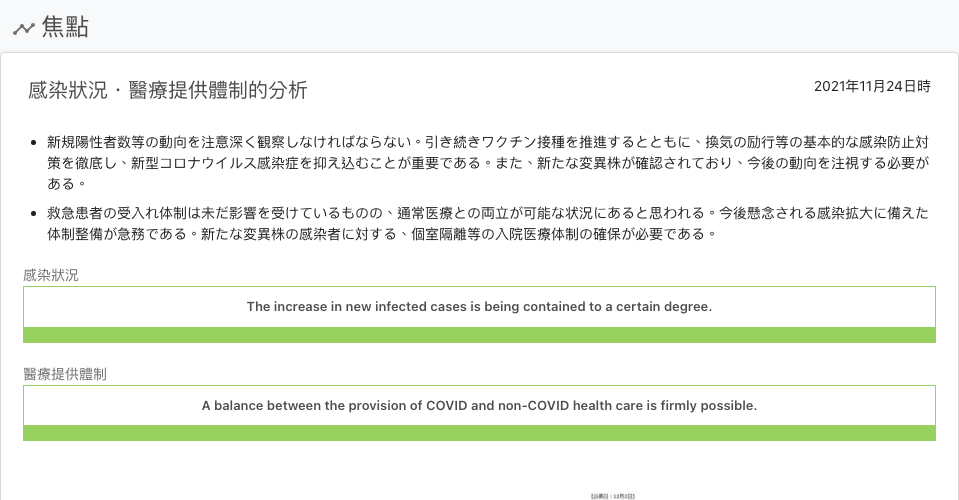 焦點
感染狀況・醫療提供體制的分析
2021年11月24日時
新規陽性者数等の動向を注意深く観察しなければならない。引き続きワクチン接種を推進するとともに、換気の励行等の基本的な感染防止対
策を徹底し、新型コロナウイルス感染症を抑え込むことが重要である。また、新たな変異株が確認されており、今後の動向を注視する必要が
ある。
救急患者の受入れ体制は未だ影響を受けているものの、通常医療との両立が可能な状況にあると思われる。今後懸念される感染拡大に備えた
体制整備が急務である。新たな変異株の感染者に対する、個室隔離等の入院医療体制の確保が必要である。
感染狀況
The increase in new infected cases is being contained to a certain degree.
醫療提供體制
A balance between the provision of COVID and non-COVID health care is firmly possible.